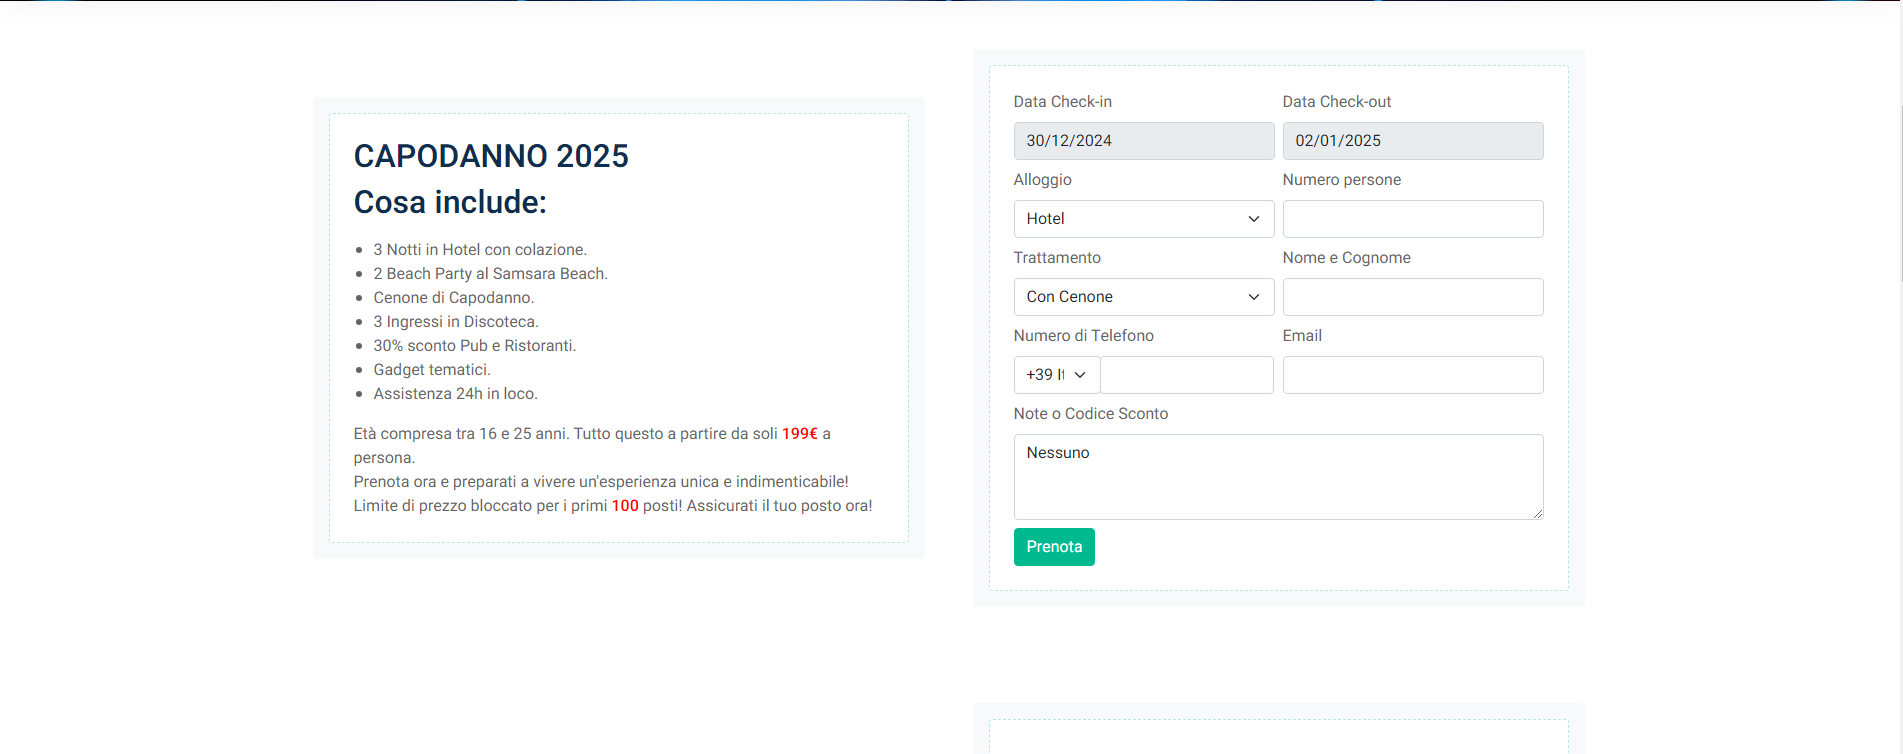 CAPODANNO 2025
Cosa include:
3 Notti in Hotel con colazione.
2 Beach Party al Samsara Beach.
Cenone di Capodanno.
3 Ingressi in Discoteca.
30% sconto Pub e Ristoranti.
Gadget tematici.
Assistenza 24h in loco.
Età compresa tra 16 e 25 anni. Tutto questo a partire da soli 199€ a
persona.
Prenota ora e preparati a vivere un'esperienza unica e indimenticabile!
Limite di prezzo bloccato per i primi 100 posti! Assicurati il tuo posto ora!
Data Check-in
Data Check-out
30/12/2024
02/01/2025
Alloggio
Numero persone
Hotel
Trattamento
Nome e Cognome
Con Cenone
Numero di Telefono
Email
+39
Note o Codice Sconto
Nessuno
Prenota